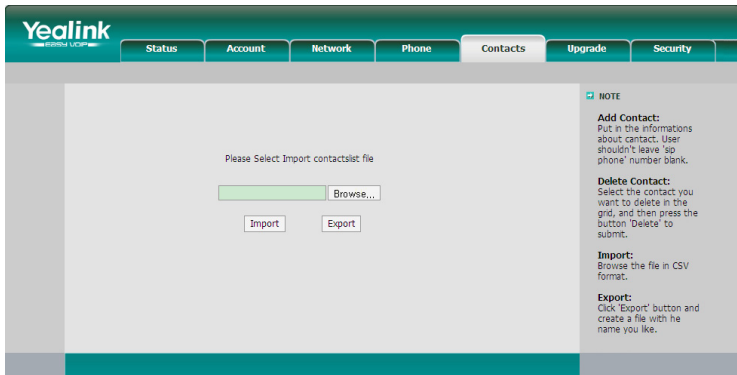 Yealink
EASY VOIP
Status Account Network Phone Contacts Upgrade Security
NOTE
Add Contact:
Put in the informations
about cantact. User
shouldn't leave 'sip
phone' number blank.
Please Select Import contactslist file
Browse...
Import Export
Delete Contact:
Select the contact you
want to delete in the
grid, and then press the
button 'Delete' to
submit.
Import:
Browse the file in CSV
format.
Export:
Click 'Export' button and
create a file with he
name you like.